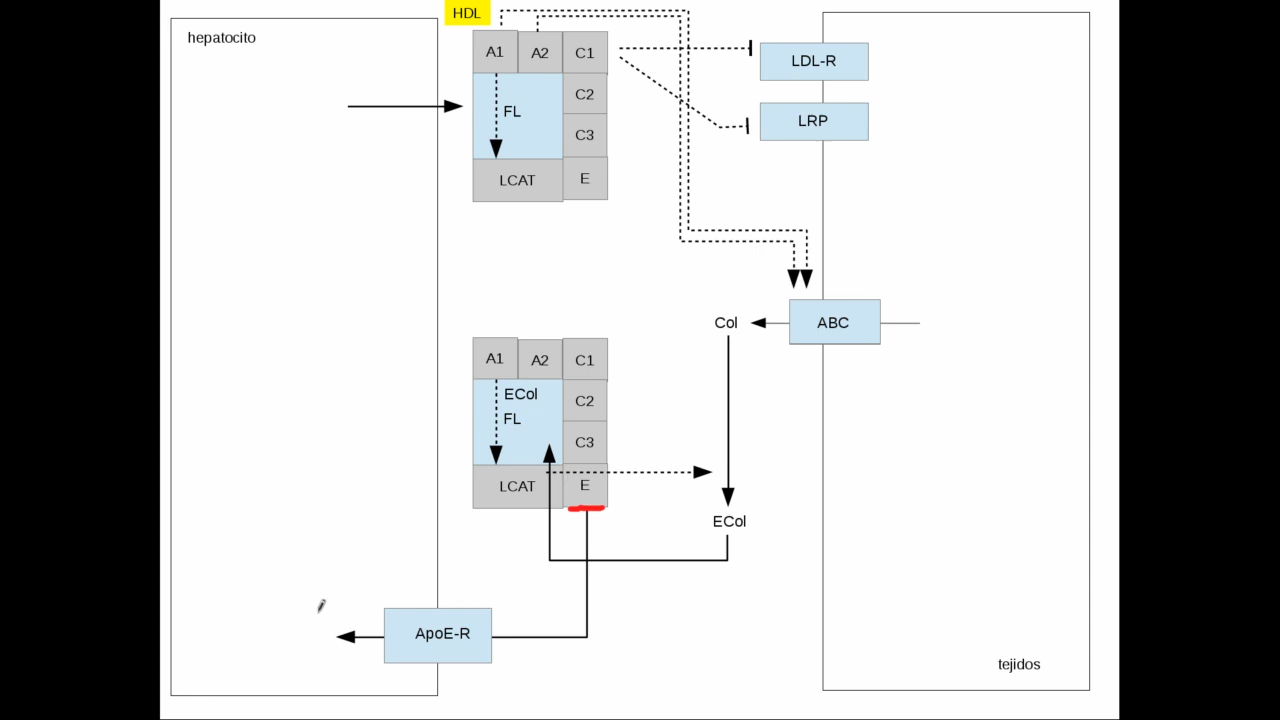 HDL
hepatocito
A1
A2
C1
LDL-R
C2
FL
LRP
C3
LCAT
E
Col
ABC
A1
A2
C1
ECol
C2
FL
C3
LCAT
E
ECol
ApoE-R
tejidos